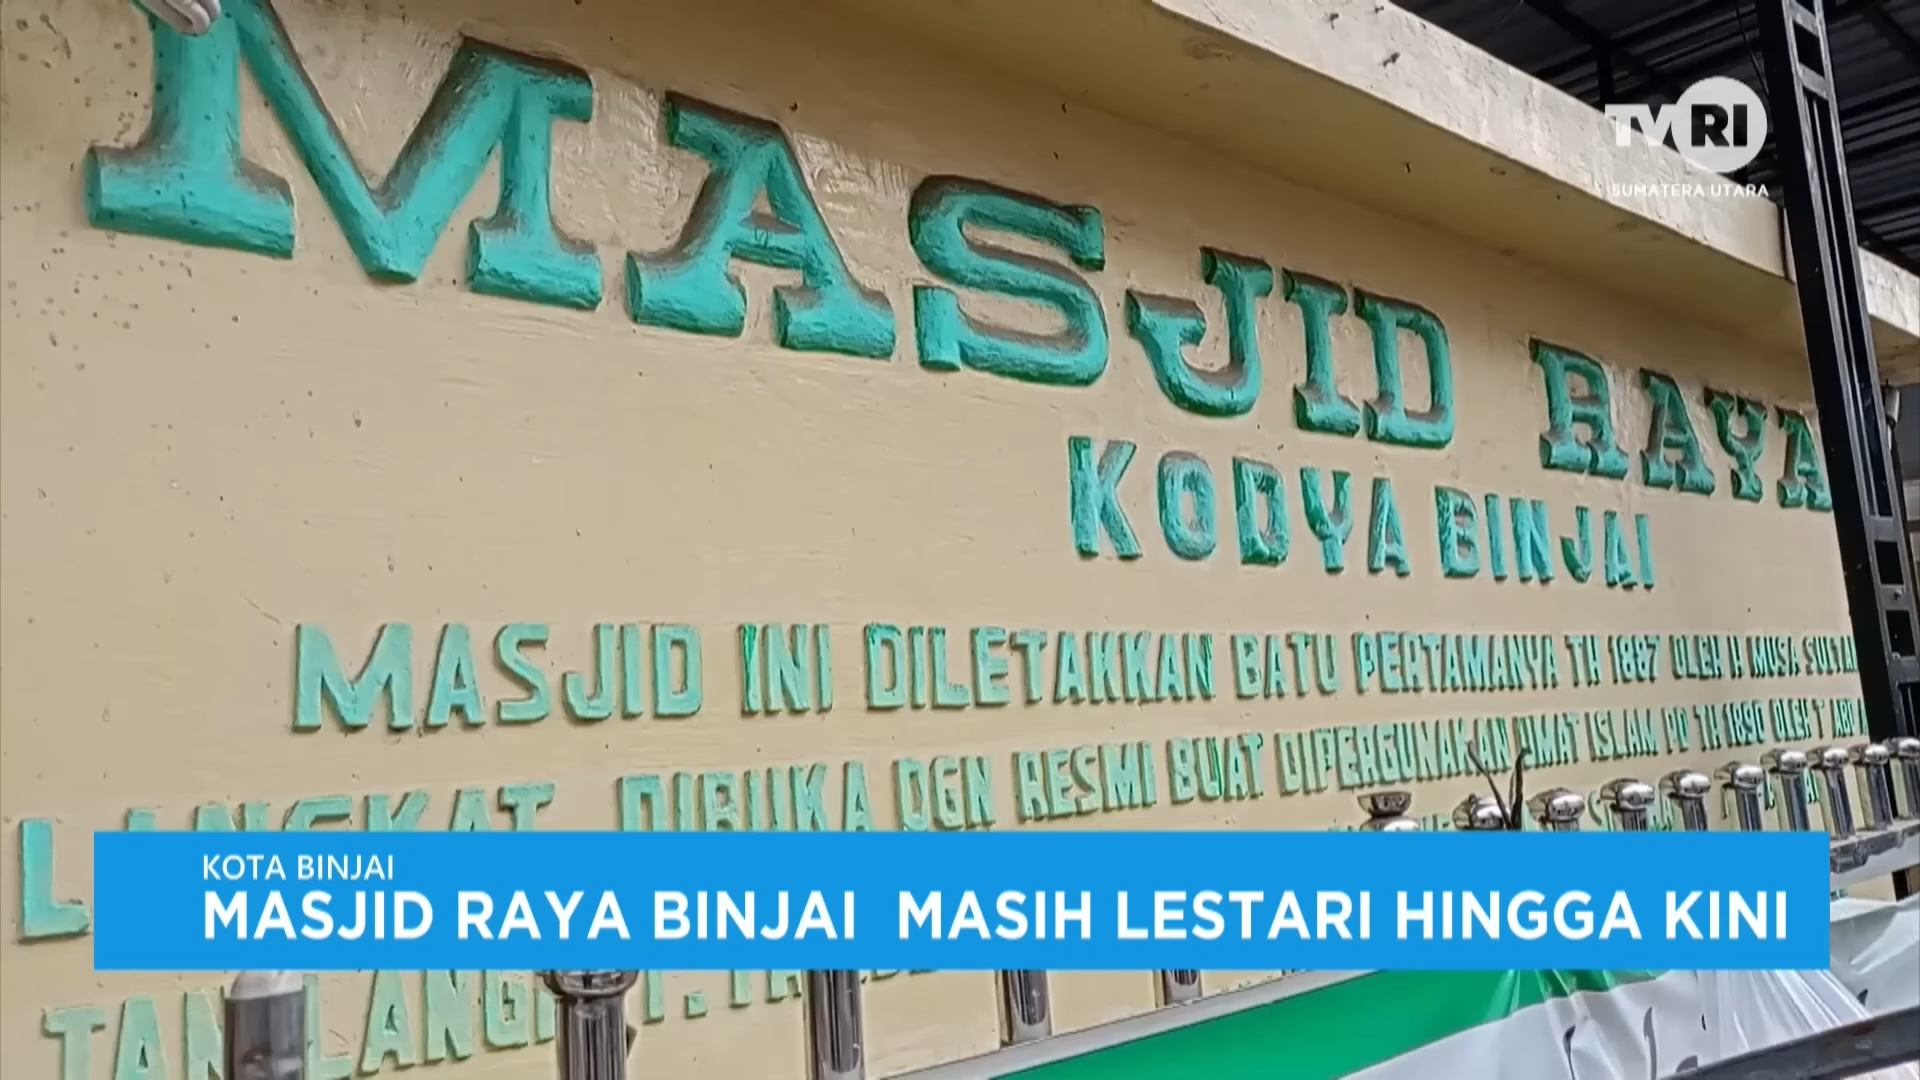 MASJID RAYA
KODYA BINJAI
MASJID INI DILETAKKAN BATU PERTAMANYA TH 1887 OLEH H MUSA SULTAN
LANGKAT DIBUKA DGN RESMI BUAT DIPERGUNAKAN UMAT ISLAM PD TH 1890 OLEH T
TVRI
SUMATERA UTARA
KOTA BINJAI
MASJID RAYA BINJAI MASIH LESTARI HINGGA KINI